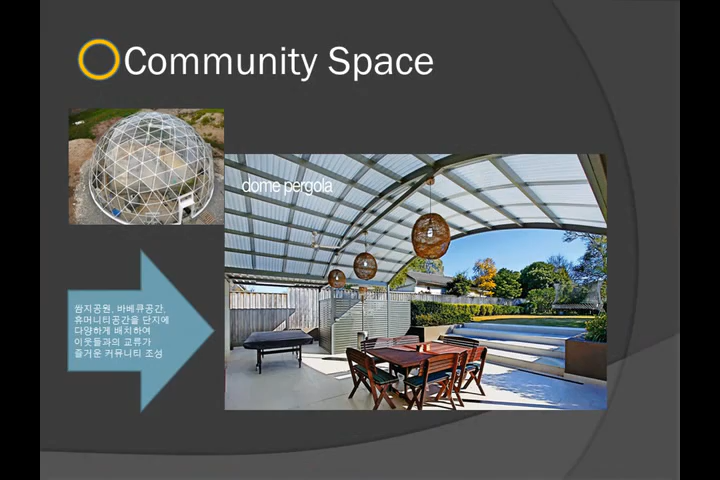 Community Space
dome pergola
쌈지공원, 바베큐공간,
휴머니티공간을 단지에
다양하게 배치하여
이웃들과의 교류가
즐거운 커뮤니티 조성